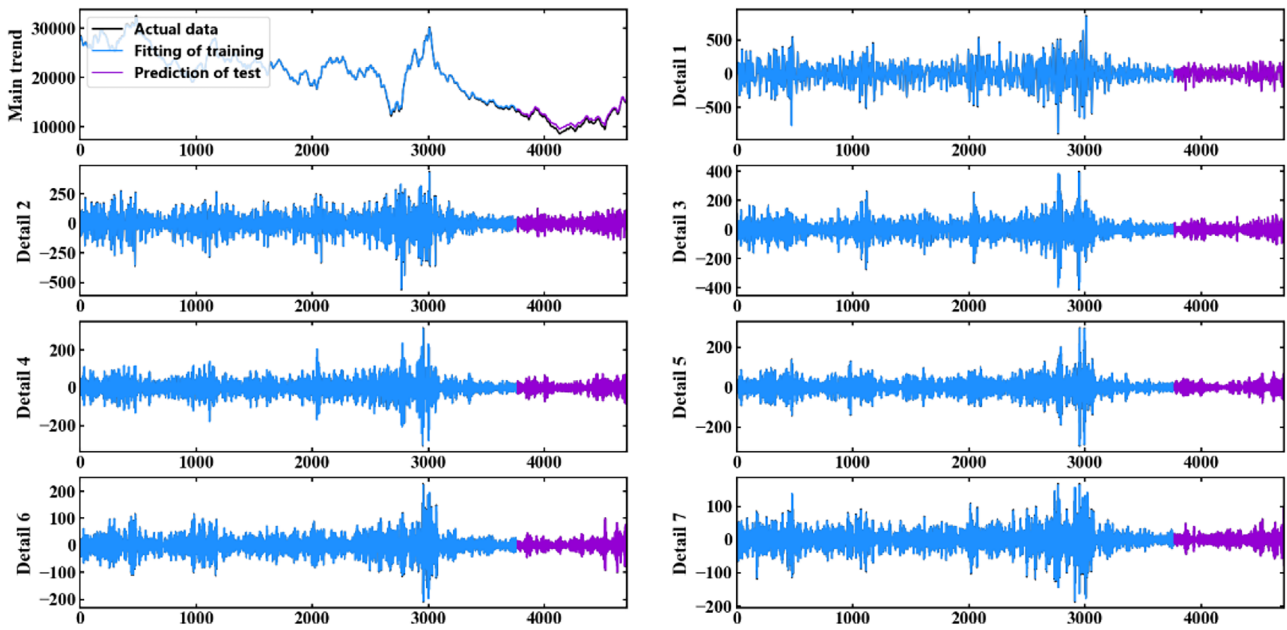 Main trend
30000
20000
10000
Actual data
Fitting of training
Prediction of test
0 1000 2000 3000 4000
Detail 1
500
0
−500
0 1000 2000 3000 4000
Detail 2
250
0
−250
−500
0 1000 2000 3000 4000
Detail 3
400
200
0
−200
−400
0 1000 2000 3000 4000
Detail 4
200
0
−200
0 1000 2000 3000 4000
Detail 5
200
0
−200
0 1000 2000 3000 4000
Detail 6
200
100
0
−100
−200
0 1000 2000 3000 4000
Detail 7
100
0
−100
−200
0 1000 2000 3000 4000